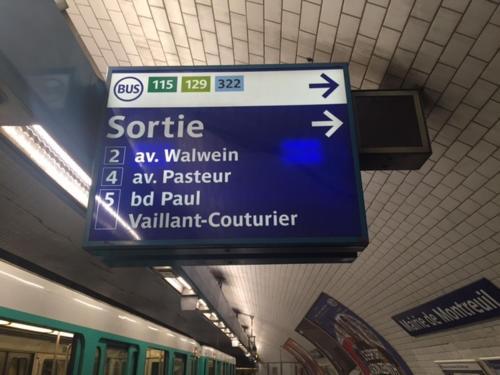 BUS 115 129 322
Sortie
2 av. Walwein
4 av. Pasteur
5 bd Paul
Vaillant-Couturier
Mairie de Montreuil